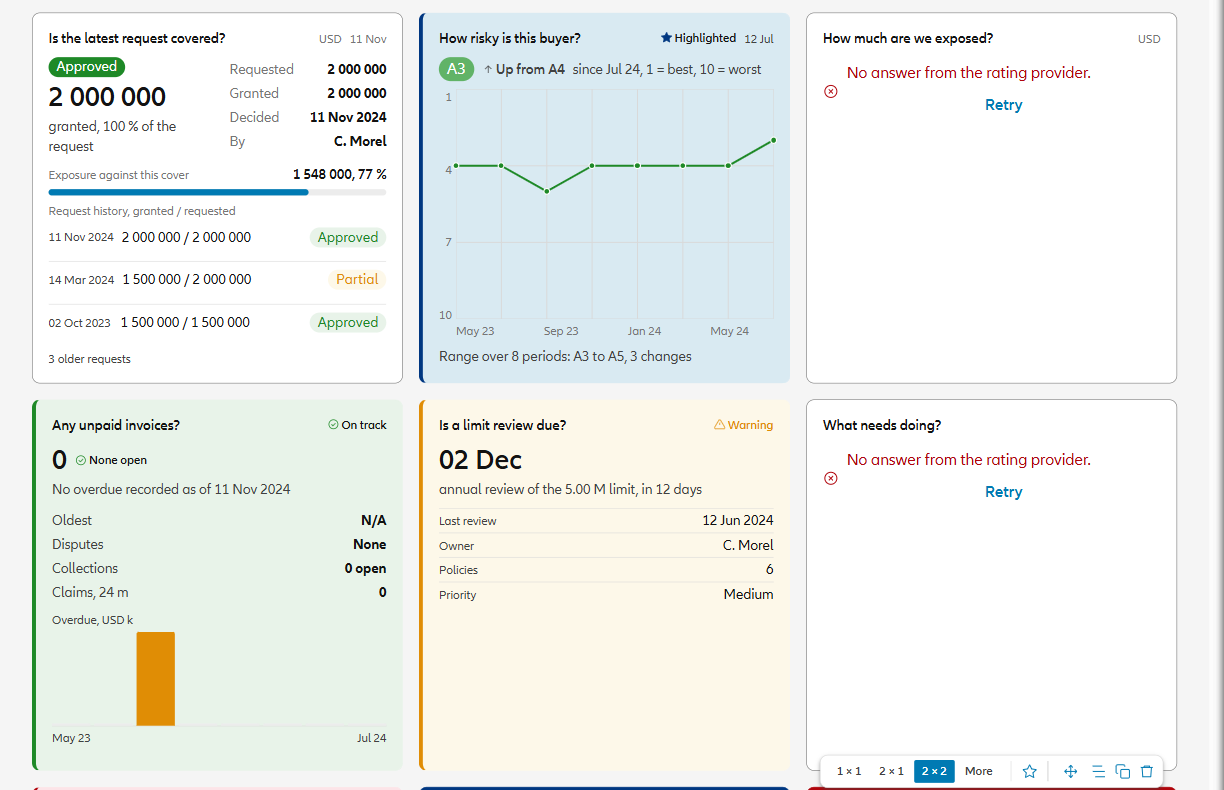 Is the latest request covered?
USD 11 Nov
Approved
2 000 000
granted, 100 % of the
request
Requested 2 000 000
Granted 2 000 000
Decided 11 Nov 2024
By C. Morel
Exposure against this cover 1 548 000, 77 %
Request history, granted / requested
11 Nov 2024 2 000 000 / 2 000 000 Approved
14 Mar 2024 1 500 000 / 2 000 000 Partial
02 Oct 2023 1 500 000 / 1 500 000 Approved
3 older requests
How risky is this buyer?
Highlighted 12 Jul
A3 ↑ Up from A4 since Jul 24, 1 = best, 10 = worst
1
4
7
10
May 23 Sep 23 Jan 24 May 24
Range over 8 periods: A3 to A5, 3 changes
How much are we exposed?
USD
No answer from the rating provider.
Retry
Any unpaid invoices?
On track
0 None open
No overdue recorded as of 11 Nov 2024
Oldest N/A
Disputes None
Collections 0 open
Claims, 24 m 0
Overdue, USD k
May 23 Jul 24
Is a limit review due?
Warning
02 Dec
annual review of the 5.00 M limit, in 12 days
Last review 12 Jun 2024
Owner C. Morel
Policies 6
Priority Medium
What needs doing?
No answer from the rating provider.
Retry
1 × 1 2 × 1 2 × 2 More